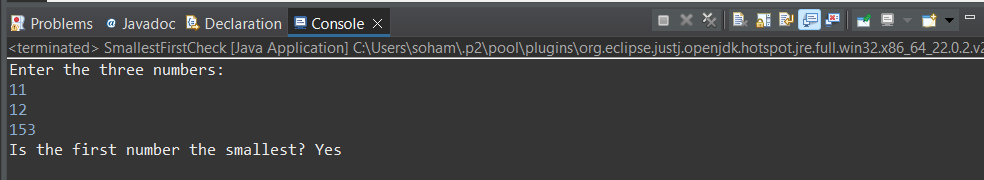 Problems @ Javadoc Declaration Console
<terminated> SmallestFirstCheck [Java Application] C:\Users\soham\.p2\pool\plugins\org.eclipse.justj.openjdk.hotspot.jre.full.win32.x86_64_22.0.2.v2
Enter the three numbers:
11
12
153
Is the first number the smallest? Yes